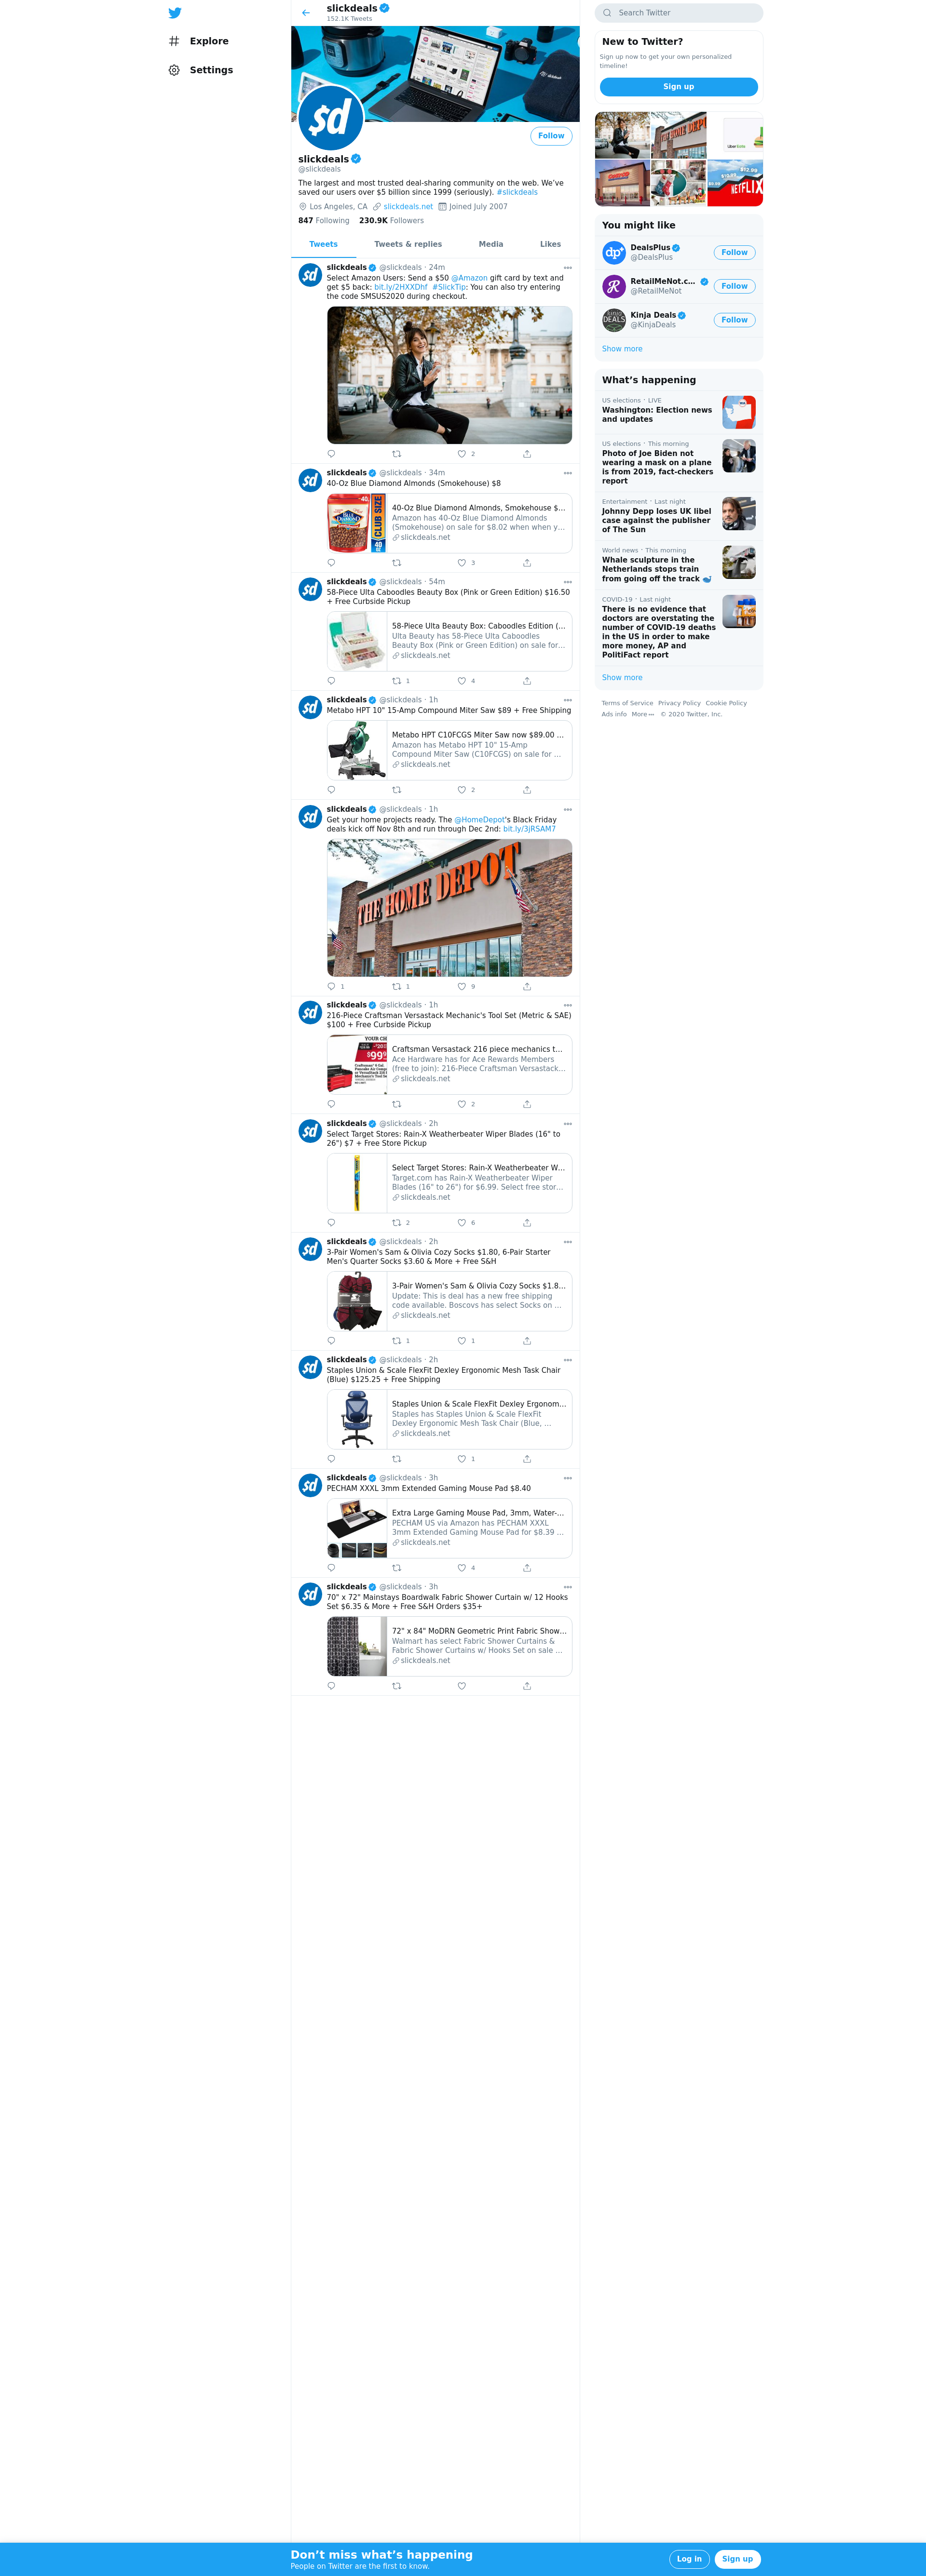 Explore
Settings
slickdeals
152.1K Tweets
$d
Follow
slickdeals
@slickdeals
The largest and most trusted deal-sharing community on the web. We’ve
saved our users over $5 billion since 1999 (seriously). #slickdeals
Los Angeles, CA slickdeals.net Joined July 2007
847 Following 230.9K Followers
Tweets Tweets & replies Media Likes
slickdeals @slickdeals · 24m
Select Amazon Users: Send a $50 @Amazon gift card by text and
get $5 back: bit.ly/2HXXDhf #SlickTip: You can also try entering
the code SMSUS2020 during checkout.
2
slickdeals @slickdeals · 34m
40-Oz Blue Diamond Almonds (Smokehouse) $8
BLUE DIAMOND
CLUB SIZE
40
40-Oz Blue Diamond Almonds, Smokehouse $...
Amazon has 40-Oz Blue Diamond Almonds
(Smokehouse) on sale for $8.02 when when y...
slickdeals.net
3
slickdeals @slickdeals · 54m
58-Piece Ulta Caboodles Beauty Box (Pink or Green Edition) $16.50
+ Free Curbside Pickup
58-Piece Ulta Beauty Box: Caboodles Edition (...
Ulta Beauty has 58-Piece Ulta Caboodles
Beauty Box (Pink or Green Edition) on sale for...
slickdeals.net
1 4
slickdeals @slickdeals · 1h
Metabo HPT 10" 15-Amp Compound Miter Saw $89 + Free Shipping
Metabo HPT C10FCGS Miter Saw now $89.00 ...
Amazon has Metabo HPT 10" 15-Amp
Compound Miter Saw (C10FCGS) on sale for ...
slickdeals.net
2
slickdeals @slickdeals · 1h
Get your home projects ready. The @HomeDepot's Black Friday
deals kick off Nov 8th and run through Dec 2nd: bit.ly/3jRSAM7
THE HOME DEPOT
1 1 9
slickdeals @slickdeals · 1h
216-Piece Craftsman Versastack Mechanic's Tool Set (Metric & SAE)
$100 + Free Curbside Pickup
YOUR CH
$99
Craftsman Versastack 216 piece mechanics t...
Ace Hardware has for Ace Rewards Members
(free to join): 216-Piece Craftsman Versastack...
slickdeals.net
2
slickdeals @slickdeals · 2h
Select Target Stores: Rain-X Weatherbeater Wiper Blades (16" to
26") $7 + Free Store Pickup
Select Target Stores: Rain-X Weatherbeater W...
Target.com has Rain-X Weatherbeater Wiper
Blades (16" to 26") for $6.99. Select free stor...
slickdeals.net
2 6
slickdeals @slickdeals · 2h
3-Pair Women's Sam & Olivia Cozy Socks $1.80, 6-Pair Starter
Men's Quarter Socks $3.60 & More + Free S&H
3-Pair Women's Sam & Olivia Cozy Socks $1.8...
Update: This is deal has a new free shipping
code available. Boscovs has select Socks on ...
slickdeals.net
1 1
slickdeals @slickdeals · 2h
Staples Union & Scale FlexFit Dexley Ergonomic Mesh Task Chair
(Blue) $125.25 + Free Shipping
Staples Union & Scale FlexFit Dexley Ergonom...
Staples has Staples Union & Scale FlexFit
Dexley Ergonomic Mesh Task Chair (Blue, ...
slickdeals.net
1
slickdeals @slickdeals · 3h
PECHAM XXXL 3mm Extended Gaming Mouse Pad $8.40
Extra Large Gaming Mouse Pad, 3mm, Water-...
PECHAM US via Amazon has PECHAM XXXL
3mm Extended Gaming Mouse Pad for $8.39 ...
slickdeals.net
4
slickdeals @slickdeals · 3h
70" x 72" Mainstays Boardwalk Fabric Shower Curtain w/ 12 Hooks
Set $6.35 & More + Free S&H Orders $35+
72" x 84" MoDRN Geometric Print Fabric Show...
Walmart has select Fabric Shower Curtains &
Fabric Shower Curtains w/ Hooks Set on sale ...
slickdeals.net
Search Twitter
New to Twitter?
Sign up now to get your own personalized
timeline!
Sign up
THE HOME DEPO
Uber Eats
$12.99
NETFLIX
You might like
dp+
DealsPlus
@DealsPlus
Follow
RetailMeNot.c...
@RetailMeNot
Follow
DEALS
Kinja Deals
@KinjaDeals
Follow
Show more
What’s happening
US elections · LIVE
Washington: Election news
and updates
US elections · This morning
Photo of Joe Biden not
wearing a mask on a plane
is from 2019, fact-checkers
report
Entertainment · Last night
Johnny Depp loses UK libel
case against the publisher
of The Sun
World news · This morning
Whale sculpture in the
Netherlands stops train
from going off the track 🐋
COVID-19 · Last night
There is no evidence that
doctors are overstating the
number of COVID-19 deaths
in the US in order to make
more money, AP and
PolitiFact report
Show more
Terms of Service Privacy Policy Cookie Policy
Ads info More © 2020 Twitter, Inc.
Don’t miss what’s happening
People on Twitter are the first to know.
Log in
Sign up